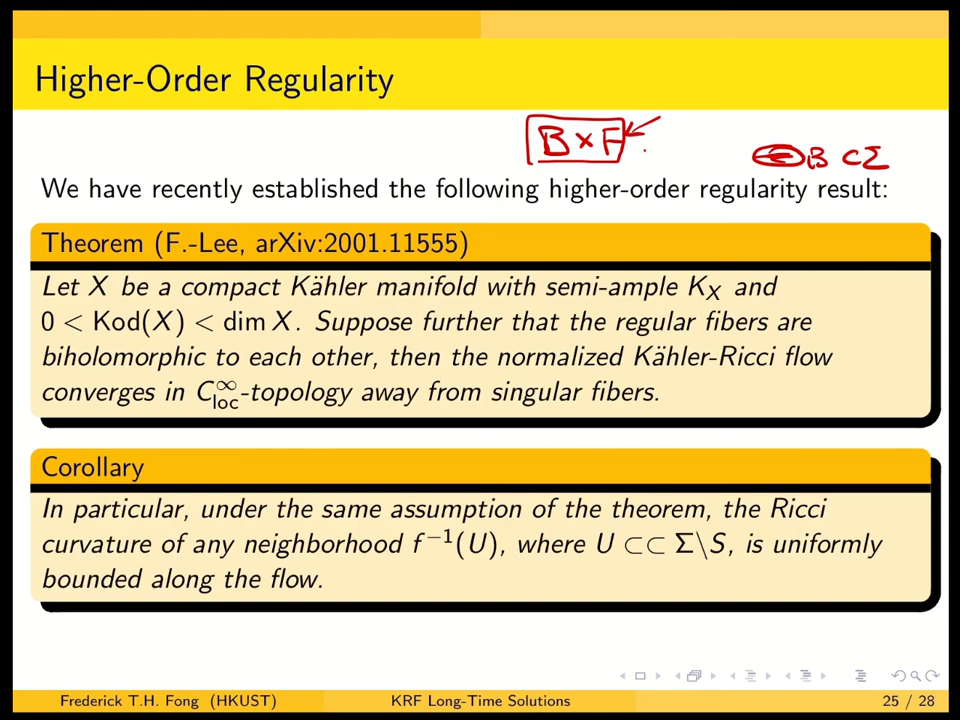 Higher-Order Regularity
B × F
B ⊂ Σ
We have recently established the following higher-order regularity result:
Theorem (F.-Lee, arXiv:2001.11555)
Let X be a compact Kähler manifold with semi-ample K_X and
0 < Kod(X) < dim X. Suppose further that the regular fibers are
biholomorphic to each other, then the normalized Kähler-Ricci flow
converges in C^∞_loc-topology away from singular fibers.
Corollary
In particular, under the same assumption of the theorem, the Ricci
curvature of any neighborhood f^{-1}(U), where U ⊂⊂ Σ\S, is uniformly
bounded along the flow.
Frederick T.H. Fong (HKUST) KRF Long-Time Solutions 25 / 28